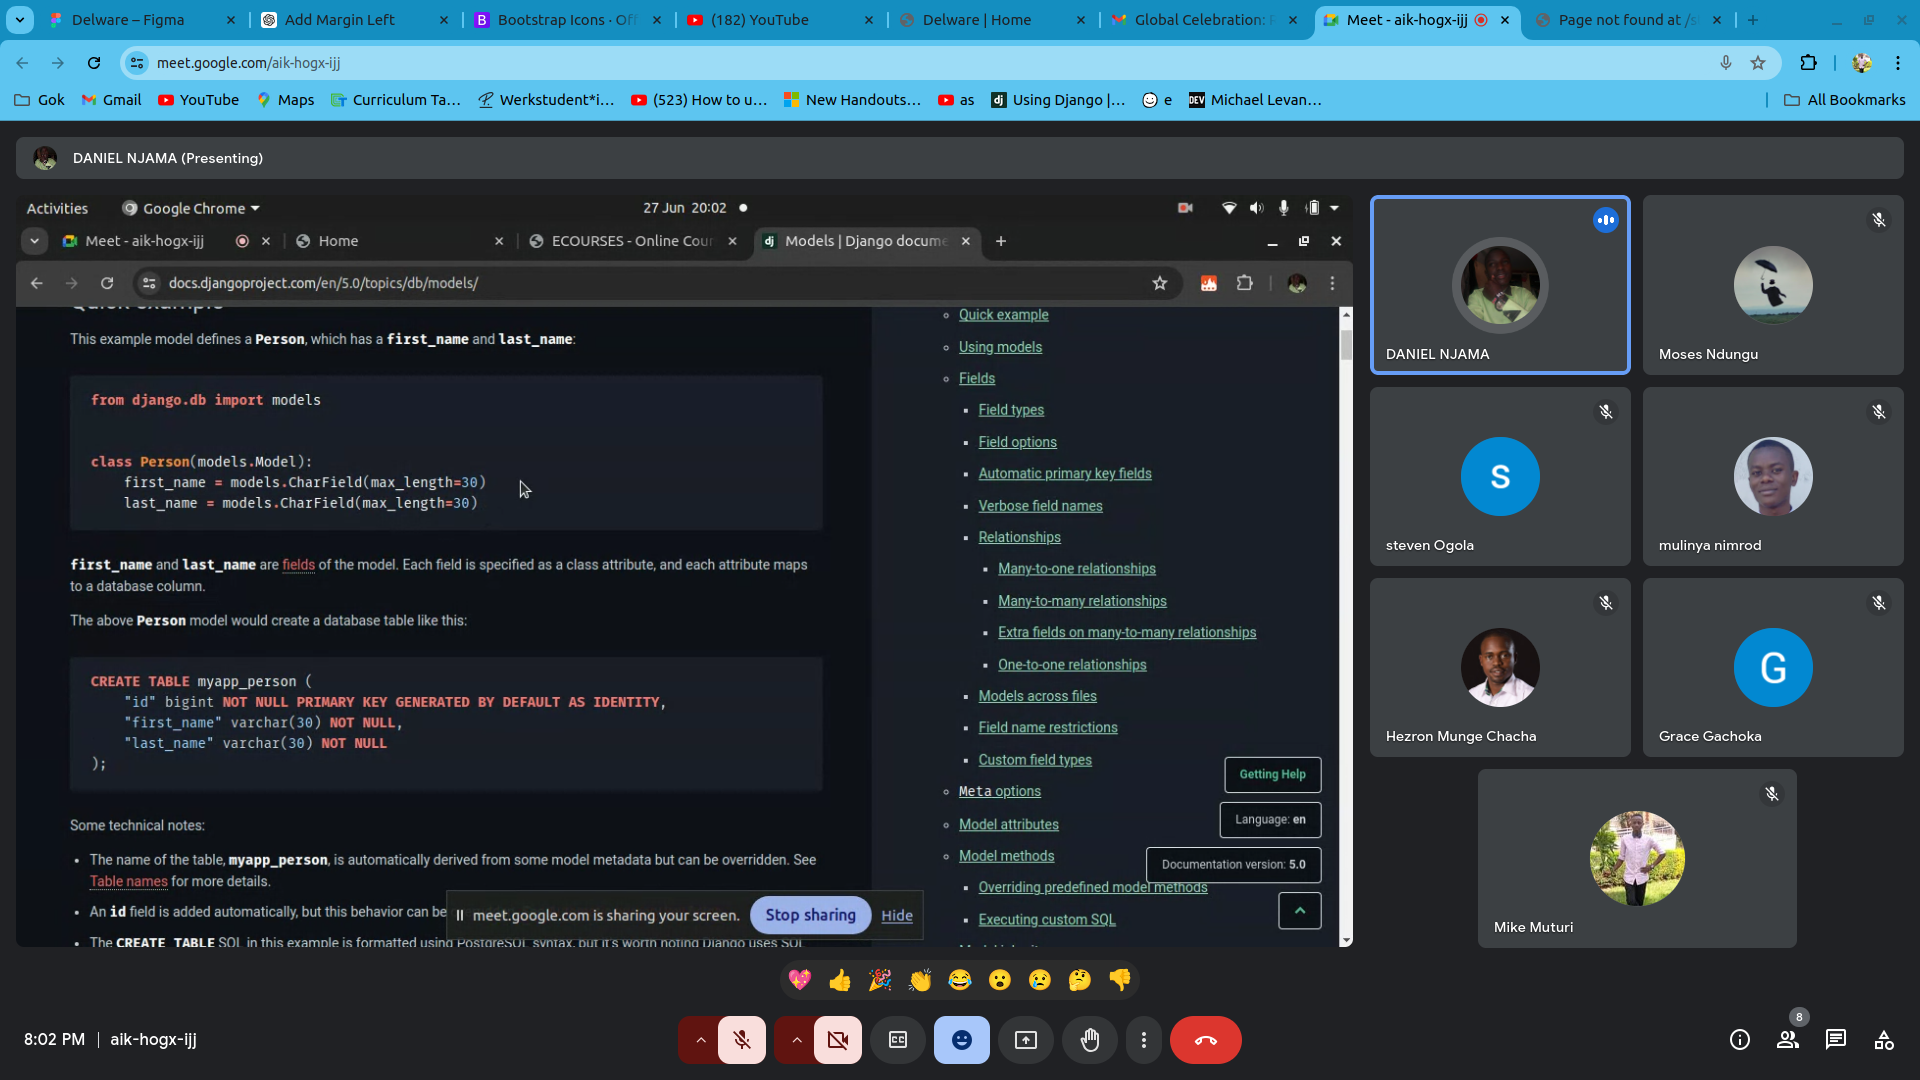 Delware – Figma
Add Margin Left
Bootstrap Icons · Off
(182) YouTube
Delware | Home
Global Celebration: F
Meet - aik-hogx-ijj
Page not found at /s
meet.google.com/aik-hogx-ijj
Gok
Gmail
YouTube
Maps
Curriculum Ta...
Werkstudent*i...
(523) How to u...
New Handouts...
as
Using Django |...
e
DEV
Michael Levan...
All Bookmarks
DANIEL NJAMA (Presenting)
Activities
Google Chrome
27 Jun 20:02
Meet - aik-hogx-ijj
Home
ECOURSES - Online Cour
Models | Django docume
docs.djangoproject.com/en/5.0/topics/db/models/
Quick example
This example model defines a Person, which has a first_name and last_name:
from django.db import models
class Person(models.Model):
first_name = models.CharField(max_length=30)
last_name = models.CharField(max_length=30)
first_name and last_name are fields of the model. Each field is specified as a class attribute, and each attribute maps
to a database column.
The above Person model would create a database table like this:
CREATE TABLE myapp_person (
"id" bigint NOT NULL PRIMARY KEY GENERATED BY DEFAULT AS IDENTITY,
"first_name" varchar(30) NOT NULL,
"last_name" varchar(30) NOT NULL
);
Some technical notes:
The name of the table, myapp_person, is automatically derived from some model metadata but can be overridden. See
Table names for more details.
An id field is added automatically, but this behavior can be
The CREATE TABLE SQL in this example is formatted using PostgreSQL syntax, but it's worth noting Django uses SQL
Quick example
Using models
Fields
Field types
Field options
Automatic primary key fields
Verbose field names
Relationships
Many-to-one relationships
Many-to-many relationships
Extra fields on many-to-many relationships
One-to-one relationships
Models across files
Field name restrictions
Custom field types
Meta options
Model attributes
Model methods
Overriding predefined model methods
Executing custom SQL
Getting Help
Language: en
Documentation version: 5.0
meet.google.com is sharing your screen.
Stop sharing
Hide
DANIEL NJAMA
Moses Ndungu
S
steven Ogola
mulinya nimrod
Hezron Munge Chacha
G
Grace Gachoka
Mike Muturi
8:02 PM | aik-hogx-ijj
8